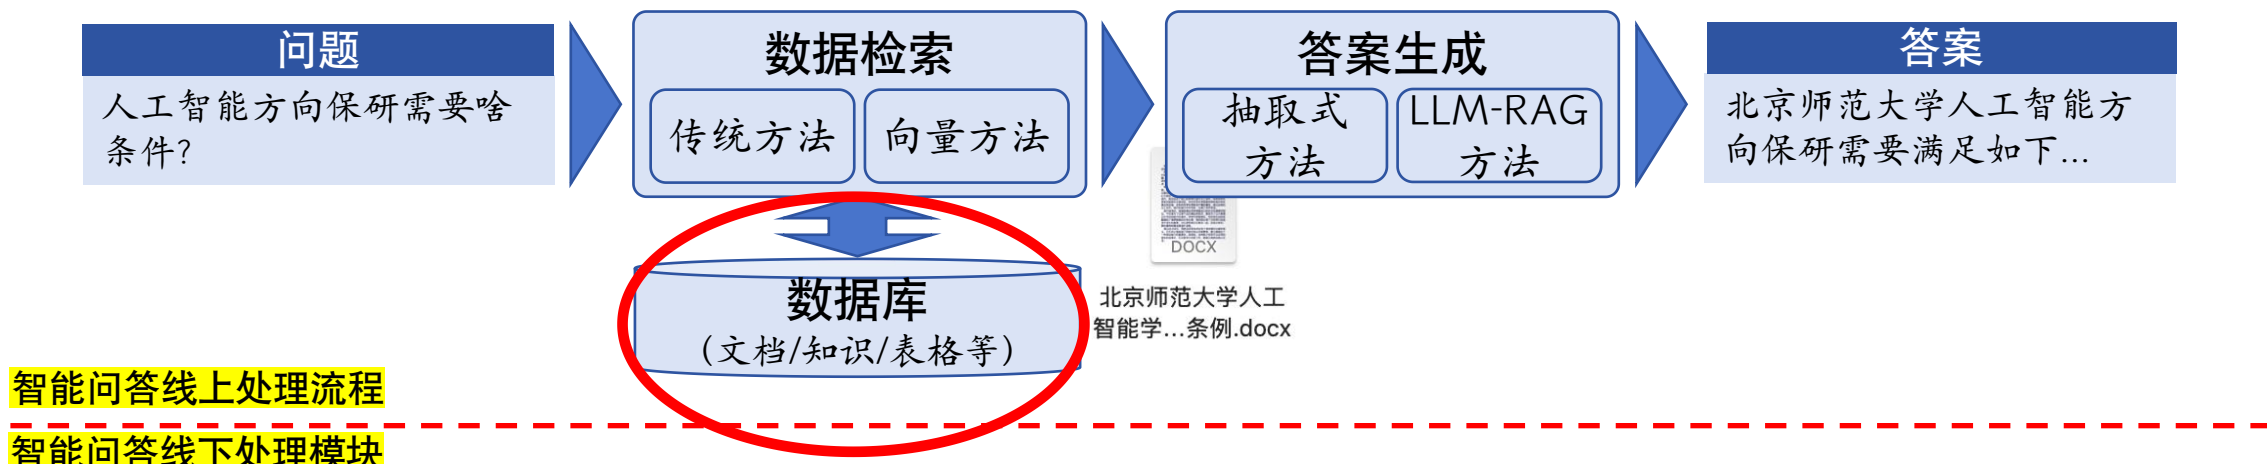 问题
人工智能方向保研需要啥
条件?
数据检索
传统方法
向量方法
答案生成
抽取式
方法
LLM-RAG
方法
答案
北京师范大学人工智能方
向保研需要满足如下...
DOCX
北京师范大学人工
智能学...条例.docx
数据库
(文档/知识/表格等)
智能问答线上处理流程
智能问答线下处理模块